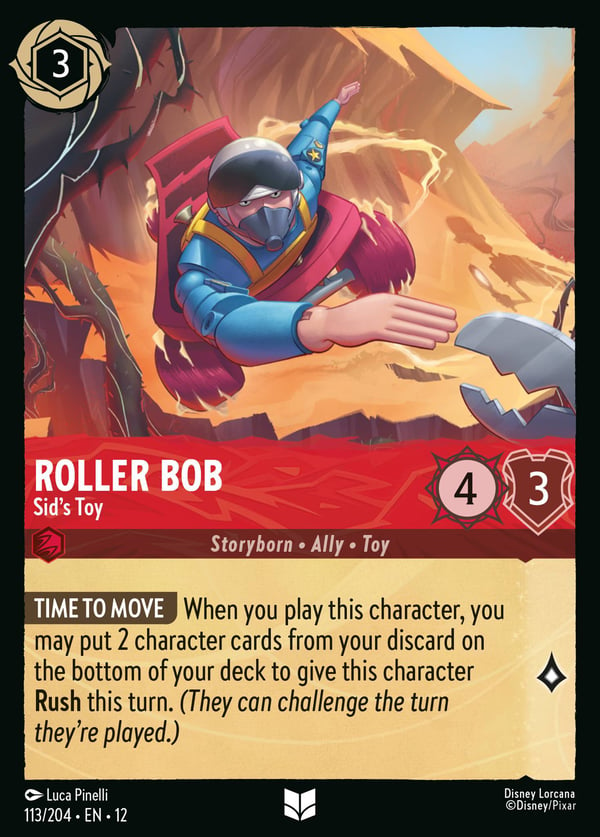 3
ROLLER BOB
Sid's Toy
4
3
Storyborn • Ally • Toy
TIME TO MOVE When you play this character, you
may put 2 character cards from your discard on
the bottom of your deck to give this character
Rush this turn. (They can challenge the turn
they're played.)
Luca Pinelli
113/204 • EN • 12
Disney Lorcana
©Disney/Pixar